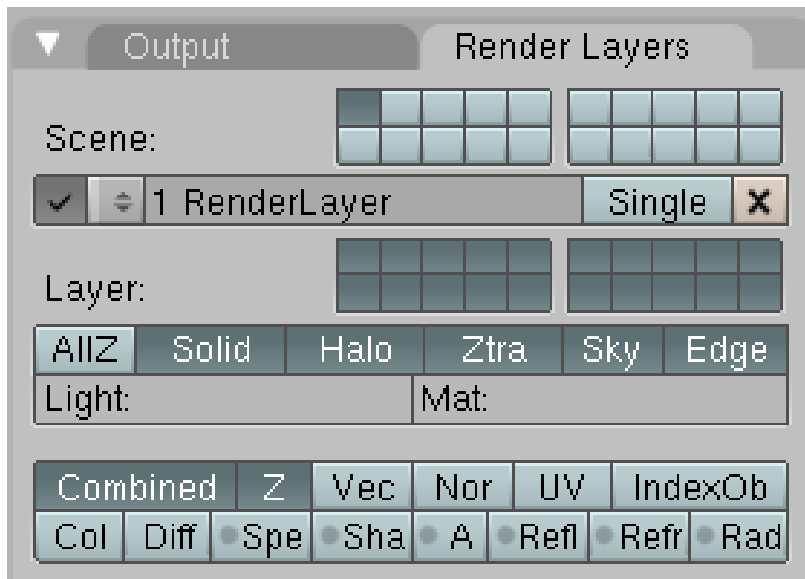 Output Render Layers
Scene:
1 RenderLayer Single X
Layer:
AllZ Solid Halo Ztra Sky Edge
Light: Mat:
Combined Z Vec Nor UV IndexOb
Col Diff Spe Sha A Refl Refr Rad